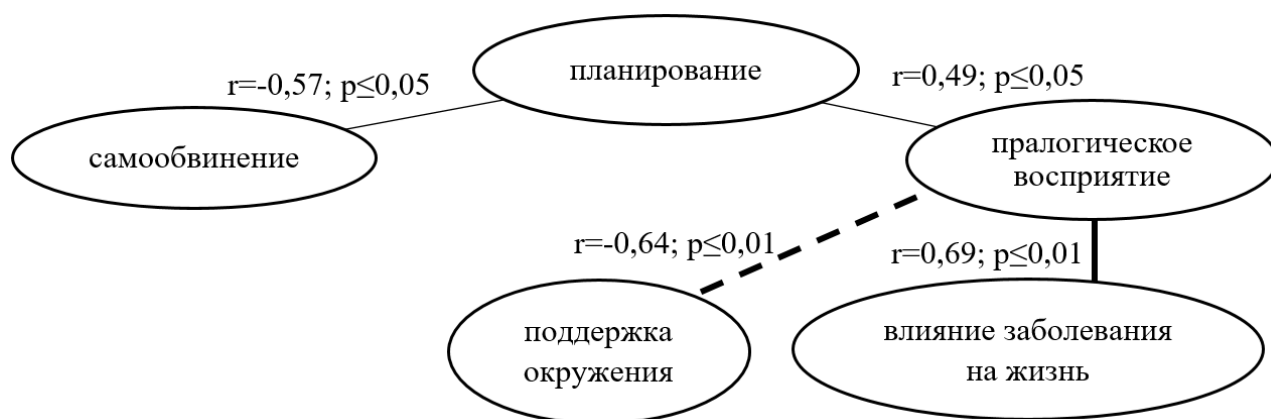 планирование
r=-0,57; p≤0,05
r=0,49; p≤0,05
самообвинение
пралогическое
восприятие
r=-0,64; p≤0,01
r=0,69; p≤0,01
поддержка
окружения
влияние заболевания
на жизнь